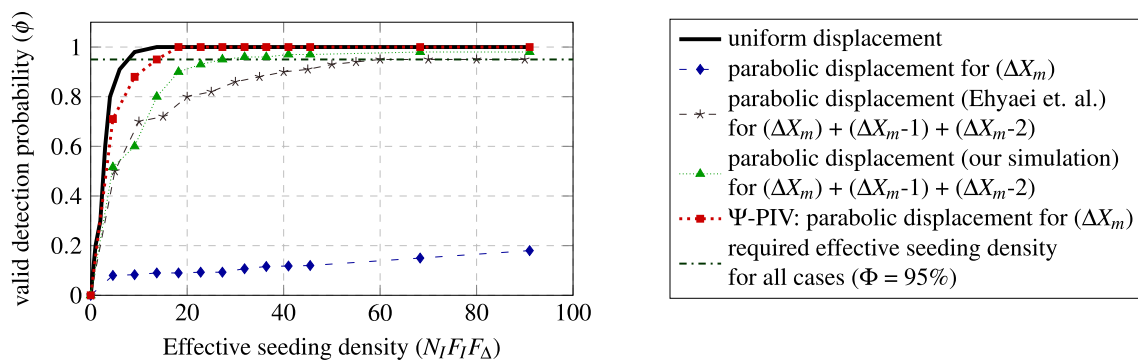 valid detection probability (ϕ)
1
0.8
0.6
0.4
0.2
0
0
20
40
60
80
100
Effective seeding density (N_I F_I F_Δ)
uniform displacement
parabolic displacement for (ΔX_m)
parabolic displacement (Ehyaei et. al.)
for (ΔX_m) + (ΔX_m-1) + (ΔX_m-2)
parabolic displacement (our simulation)
for (ΔX_m) + (ΔX_m-1) + (ΔX_m-2)
Ψ-PIV: parabolic displacement for (ΔX_m)
required effective seeding density
for all cases (Φ = 95%)